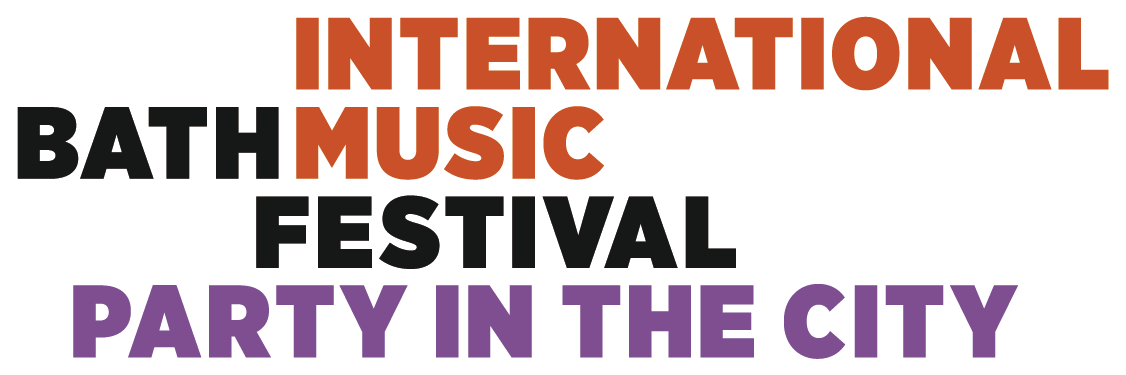 INTERNATIONAL
BATH MUSIC
FESTIVAL
PARTY IN THE CITY